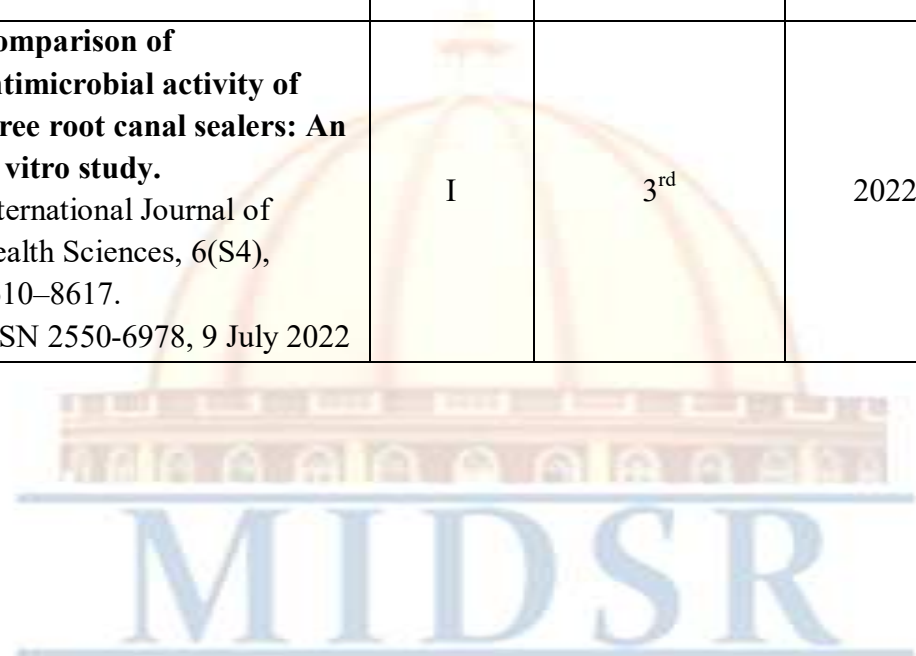 omparison of
ntimicrobial activity of
ree root canal sealers: An
vitro study.
ternational Journal of
ealth Sciences, 6(S4),
10–8617.
SN 2550-6978, 9 July 2022
I
3rd
2022
MIDSR